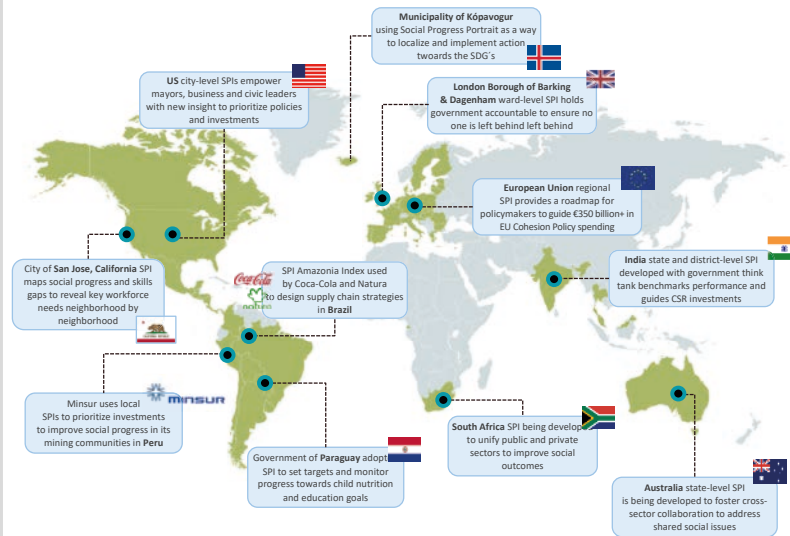 Municipality of Kópavogur
using Social Progress Portrait as a way
to localize and implement action
twoards the SDG´s
US city-level SPIs empower
mayors, business and civic leaders
with new insight to prioritize policies
and investments
London Borough of Barking
& Dagenham ward-level SPI holds
government accountable to ensure no
one is left behind left behind
European Union regional
SPI provides a roadmap for
policymakers to guide €350 billion+ in
EU Cohesion Policy spending
City of San Jose, California SPI
maps social progress and skills
gaps to reveal key workforce
needs neighborhood by
neighborhood
Coca-Cola
natura
SPI Amazonia Index used
by Coca-Cola and Natura
to design supply chain strategies
in Brazil
India state and district-level SPI
developed with government think
tank benchmarks performance and
guides CSR investments
MINSUR
Minsur uses local
SPIs to prioritize investments
to improve social progress in its
mining communities in Peru
Government of Paraguay adopt
SPI to set targets and monitor
progress towards child nutrition
and education goals
South Africa SPI being develop
to unify public and private
sectors to improve social
outcomes
Australia state-level SPI
is being developed to foster cross-
sector collaboration to address
shared social issues